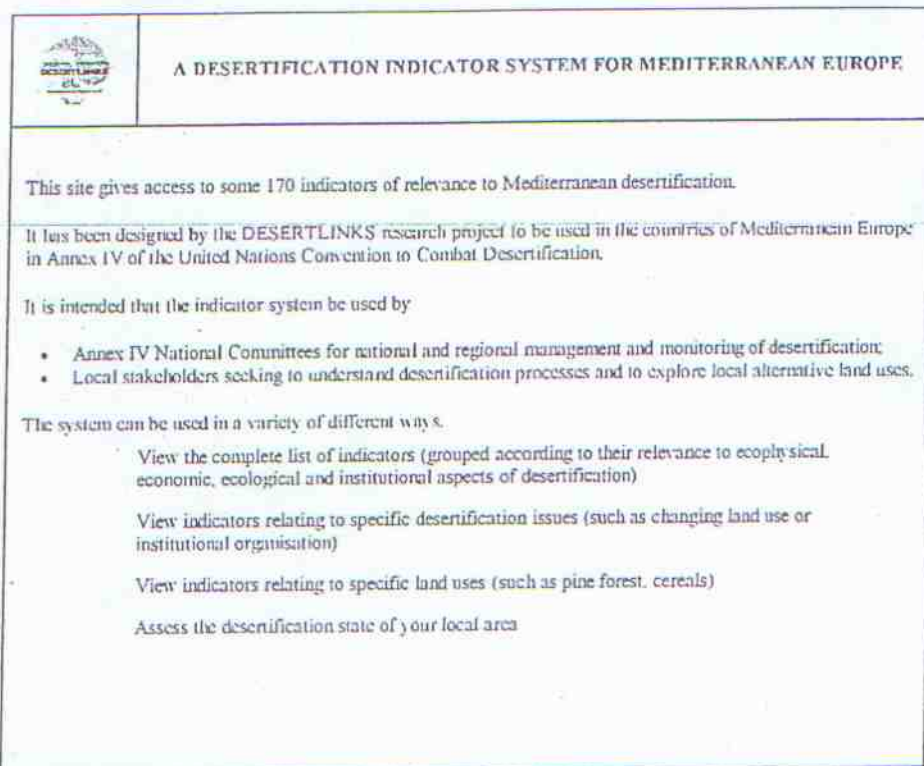 DESERTLINKS
A DESERTIFICATION INDICATOR SYSTEM FOR MEDITERRANEAN EUROPE
This site gives access to some 170 indicators of relevance to Mediterranean desertification.
It has been designed by the DESERTLINKS research project to be used in the countries of Mediterranean Europe
in Annex IV of the United Nations Convention to Combat Desertification.
It is intended that the indicator system be used by
• Annex IV National Committees for national and regional management and monitoring of desertification;
• Local stakeholders seeking to understand desertification processes and to explore local alternative land uses.
The system can be used in a variety of different ways.
View the complete list of indicators (grouped according to their relevance to ecophysical,
economic, ecological and institutional aspects of desertification)
View indicators relating to specific desertification issues (such as changing land use or
institutional organisation)
View indicators relating to specific land uses (such as pine forest, cereals)
Assess the desertification state of your local area